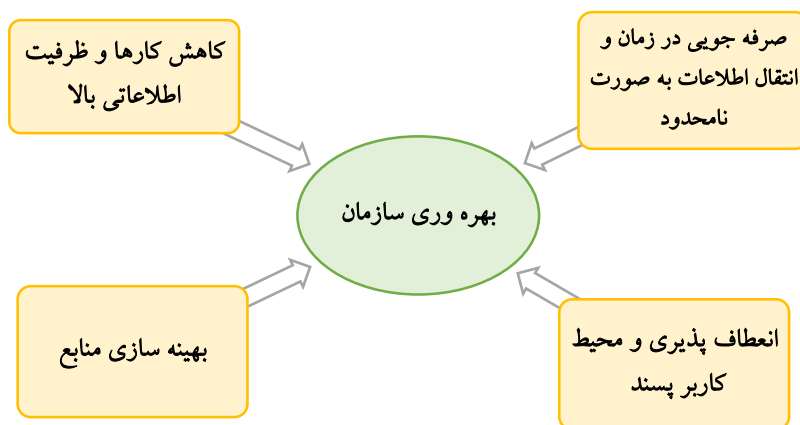 صرفه جویی در زمان و
انتقال اطلاعات به صورت
نامحدود
کاهش کارها و ظرفیت
اطلاعاتی بالا
بهره وری سازمان
انعطاف پذیری و محیط
کاربر پسند
بهینه سازی منابع